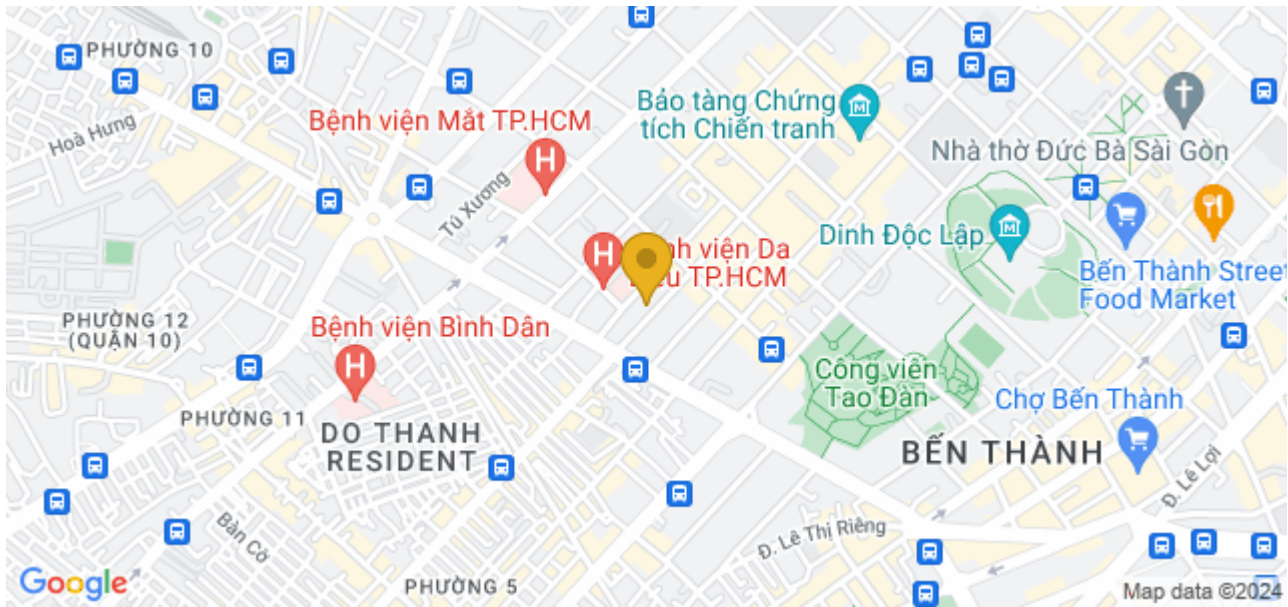 PHƯỜNG 10
Hoà Hưng
Bệnh viện Mắt TP.HCM
Bảo tàng Chứng
tích Chiến tranh
Nhà thờ Đức Bà Sài Gòn
Tú Xương
Dinh Độc Lập
viện Da
TP.HCM
Bến Thành Street
Food Market
PHƯỜNG 12
(QUẬN 10)
Bệnh viện Bình Dân
Công viên
Tao Đàn
Chợ Bến Thành
PHƯỜNG 11
DO THANH
RESIDENT
BẾN THÀNH
Đ. Lê Lợi
Bàn Cờ
Đ. Lê Thị Riêng
PHƯỜNG 5
Google
Map data ©2024